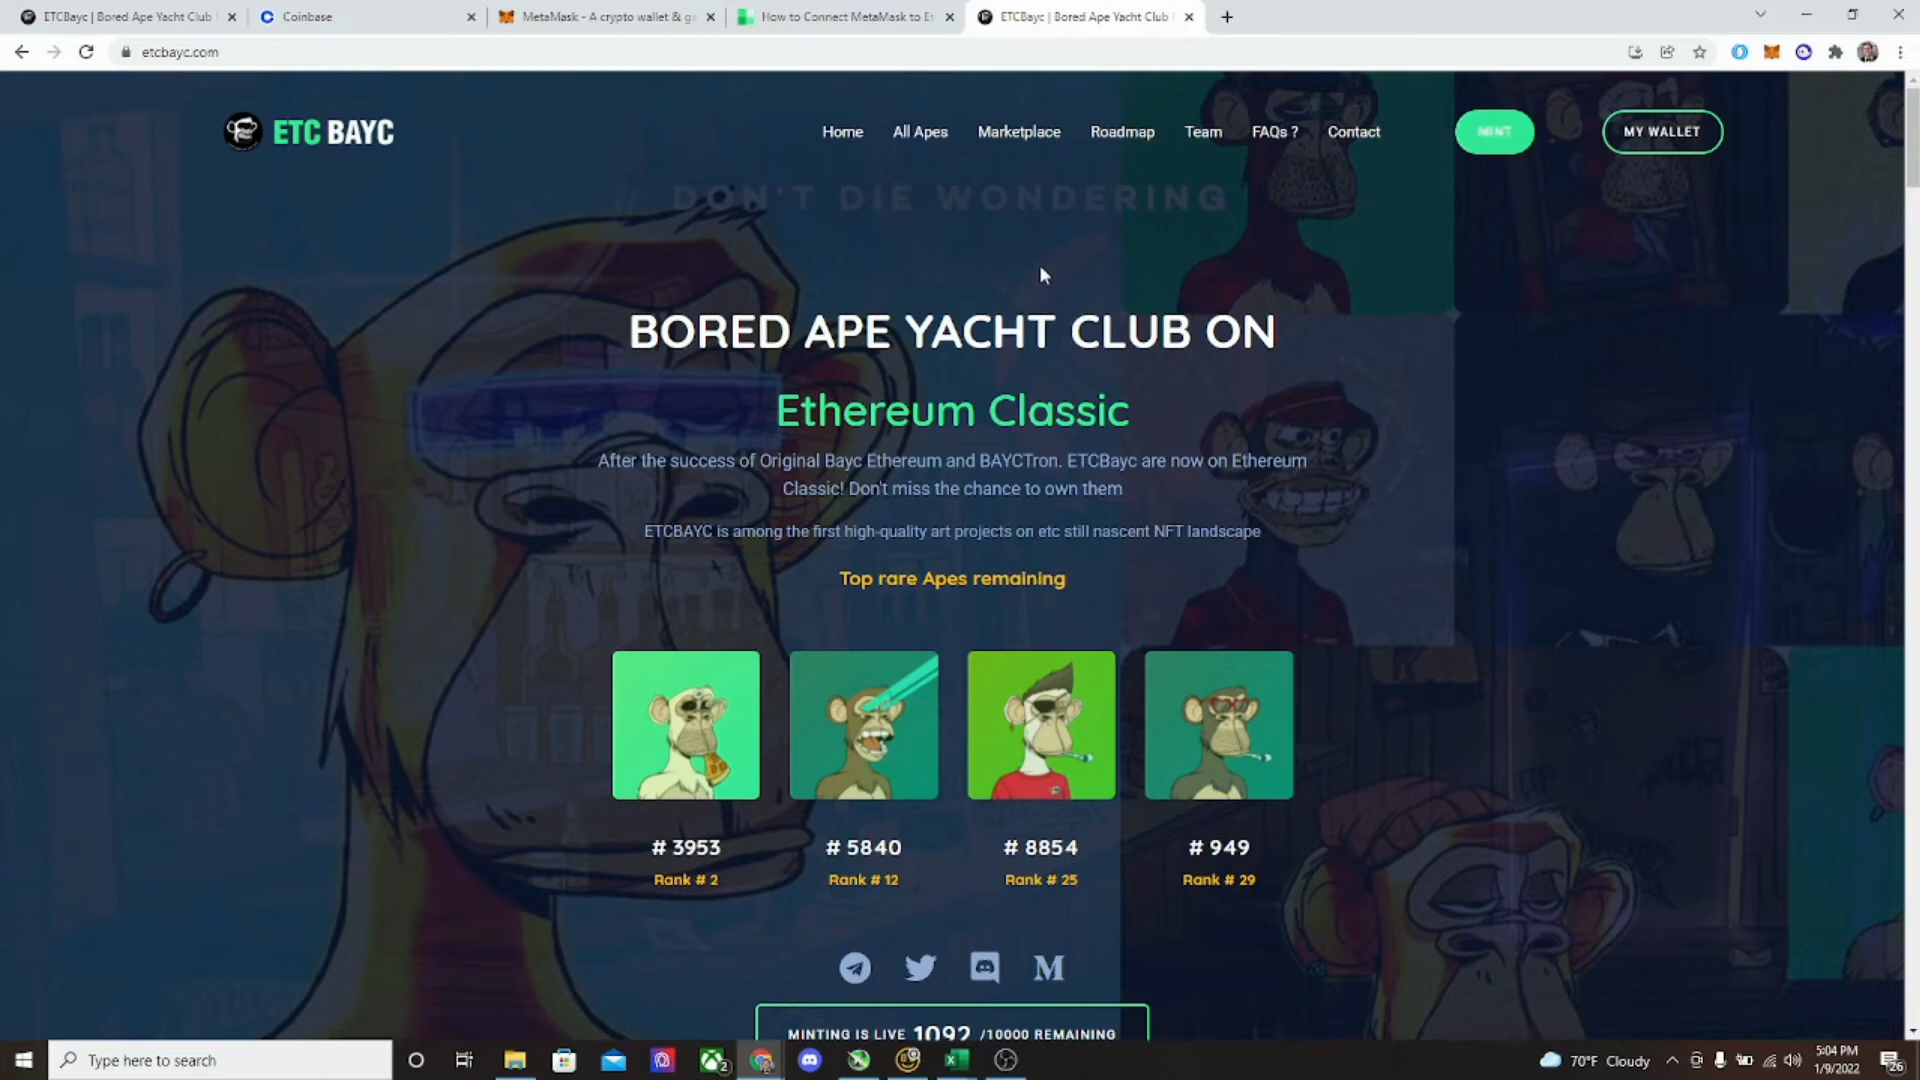 ETCBayc | Bored Ape Yacht Club
Coinbase
MetaMask - A crypto wallet & ga
How to Connect MetaMask to Et
ETCBayc | Bored Ape Yacht Club
etcbayc.com
ETC BAYC
Home
All Apes
Marketplace
Roadmap
Team
FAQs ?
Contact
MINT
MY WALLET
DON'T DIE WONDERING
BORED APE YACHT CLUB ON
Ethereum Classic
After the success of Original Bayc Ethereum and BAYCTron. ETCBayc are now on Ethereum
Classic! Don't miss the chance to own them
ETCBAYC is among the first high-quality art projects on etc still nascent NFT landscape
Top rare Apes remaining
# 3953
# 5840
# 8854
# 949
Rank # 2
Rank # 12
Rank # 25
Rank # 29
MINTING IS LIVE 1092 /10000 REMAINING
Type here to search
2
70°F Cloudy
5:04 PM
1/9/2022
26